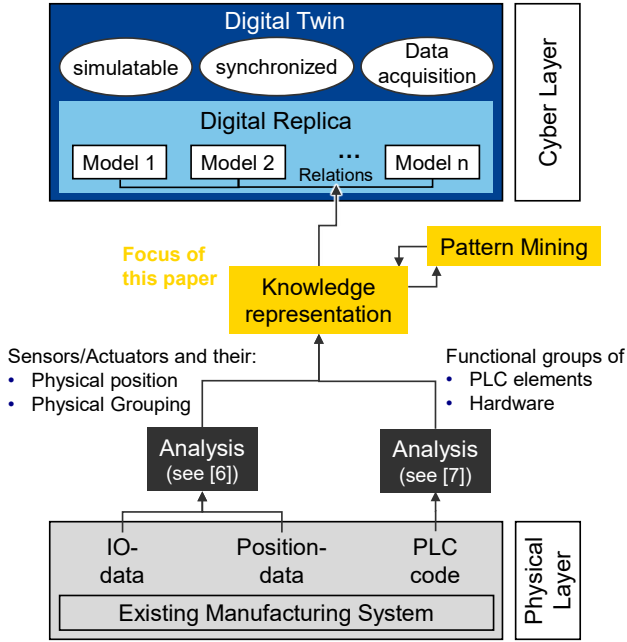 Digital Twin
simulatable
synchronized
Data
acquisition
Digital Replica
Model 1
Model 2
...
Model n
Relations
Cyber Layer
Focus of
this paper
Pattern Mining
Knowledge
representation
Sensors/Actuators and their:
• Physical position
• Physical Grouping
Functional groups of
• PLC elements
• Hardware
Analysis
(see [6])
Analysis
(see [7])
IO-
data
Position-
data
PLC
code
Existing Manufacturing System
Physical
Layer